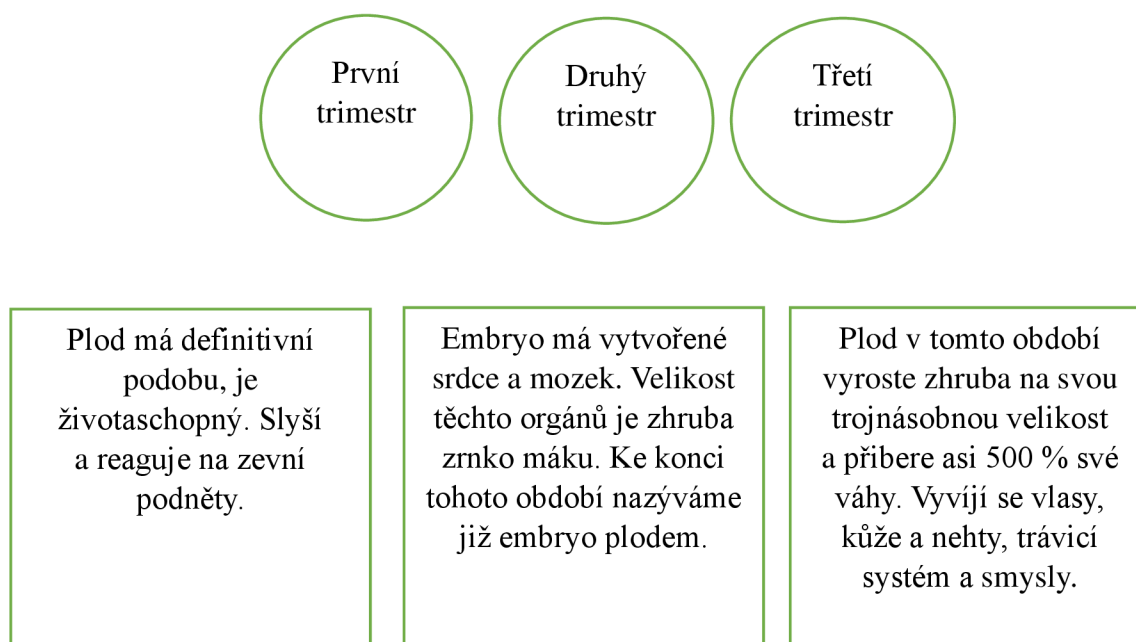 První
trimestr
Druhý
trimestr
Třetí
trimestr
Plod má definitivní
podobu, je
životaschopný. Slyší
a reaguje na zevní
podněty.
Embryo má vytvořené
srdce a mozek. Velikost
těchto orgánů je zhruba
zrnko máku. Ke konci
tohoto období nazýváme
již embryo plodem.
Plod v tomto období
vyroste zhruba na svou
trojnásobnou velikost
a přibere asi 500 % své
váhy. Vyvíjí se vlasy,
kůže a nehty, trávicí
systém a smysly.